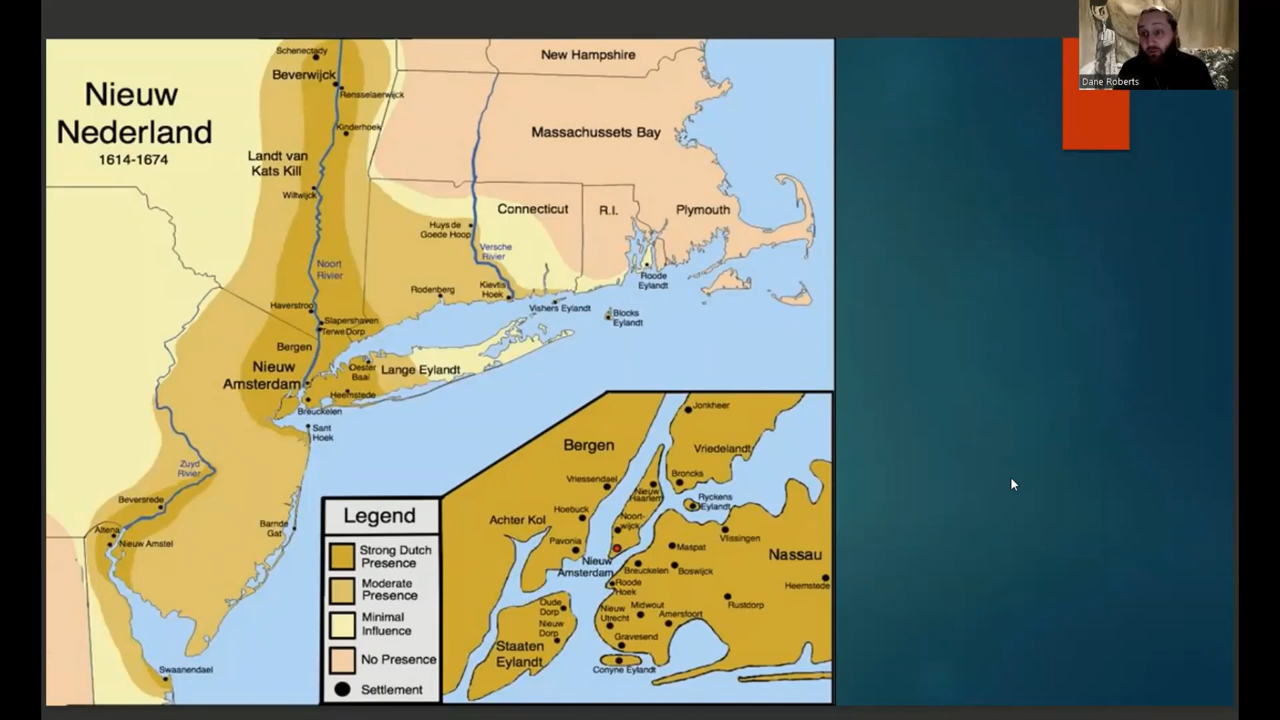 Dane Roberts
Nieuw
Nederland
1614-1674
Schenectady
Beverwijck
Rensselaerwijck
Kinderhoek
Landt van
Kats Kill
Wiltwijck
Noort
Rivier
Haverstroo
Slapershaven
Terwe Dorp
Bergen
Nieuw
Amsterdam
Oester
Baai
Lange Eylandt
Heemstede
Breuckelen
Sant
Hoek
Zuyd
Rivier
Beversrede
Altena
Nieuw Amstel
Barnde
Gat
Swaanendael
New Hampshire
Massachussets Bay
Connecticut
R.I.
Plymouth
Huys de
Goede Hoop
Versche
Rivier
Rodenberg
Kievits
Hoek
Vishers Eylandt
Roode
Eylandt
Blocks
Eylandt
Legend
Strong Dutch
Presence
Moderate
Presence
Minimal
Influence
No Presence
Settlement
Jonkheer
Bergen
Vriedelandt
Vriessendael
Nieuw
Haarlem
Broncks
Ryckens
Eylandt
Hoebuck
Noort-
wijck
Achter Kol
Pavonia
Vlissingen
Maspat
Nassau
Nieuw
Amsterdam
Breuckelen
Boswijck
Heemstede
Roode
Hoek
Oude
Dorp
Nieuw
Utrecht
Midwout
Amersfoort
Rustdorp
Nieuw
Dorp
Gravesend
Staaten
Eylandt
Conyne Eylandt